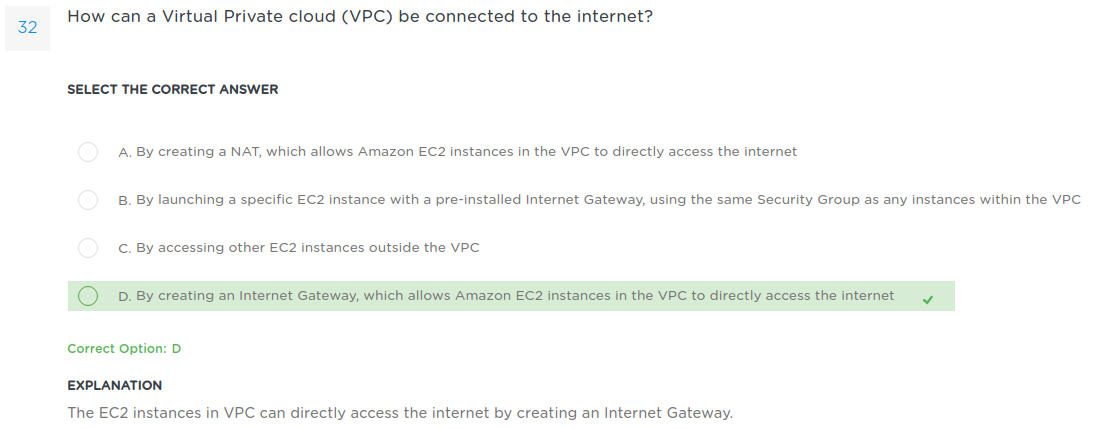 32
How can a Virtual Private cloud (VPC) be connected to the internet?
SELECT THE CORRECT ANSWER
A. By creating a NAT, which allows Amazon EC2 instances in the VPC to directly access the internet
B. By launching a specific EC2 instance with a pre-installed Internet Gateway, using the same Security Group as any instances within the VPC
C. By accessing other EC2 instances outside the VPC
D. By creating an Internet Gateway, which allows Amazon EC2 instances in the VPC to directly access the internet
Correct Option: D
EXPLANATION
The EC2 instances in VPC can directly access the internet by creating an Internet Gateway.